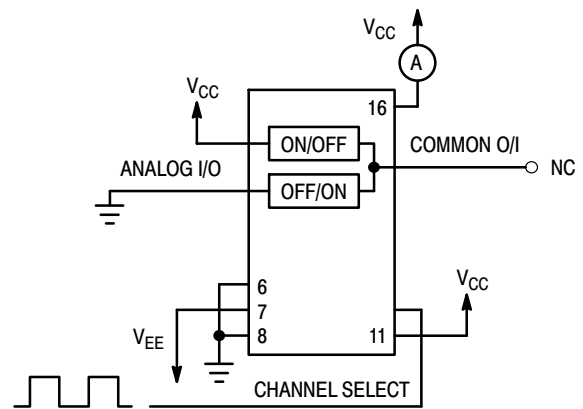 VCC
A
16
VCC
ON/OFF
COMMON O/I
NC
ANALOG I/O
OFF/ON
6
7
8
VEE
11
VCC
CHANNEL SELECT